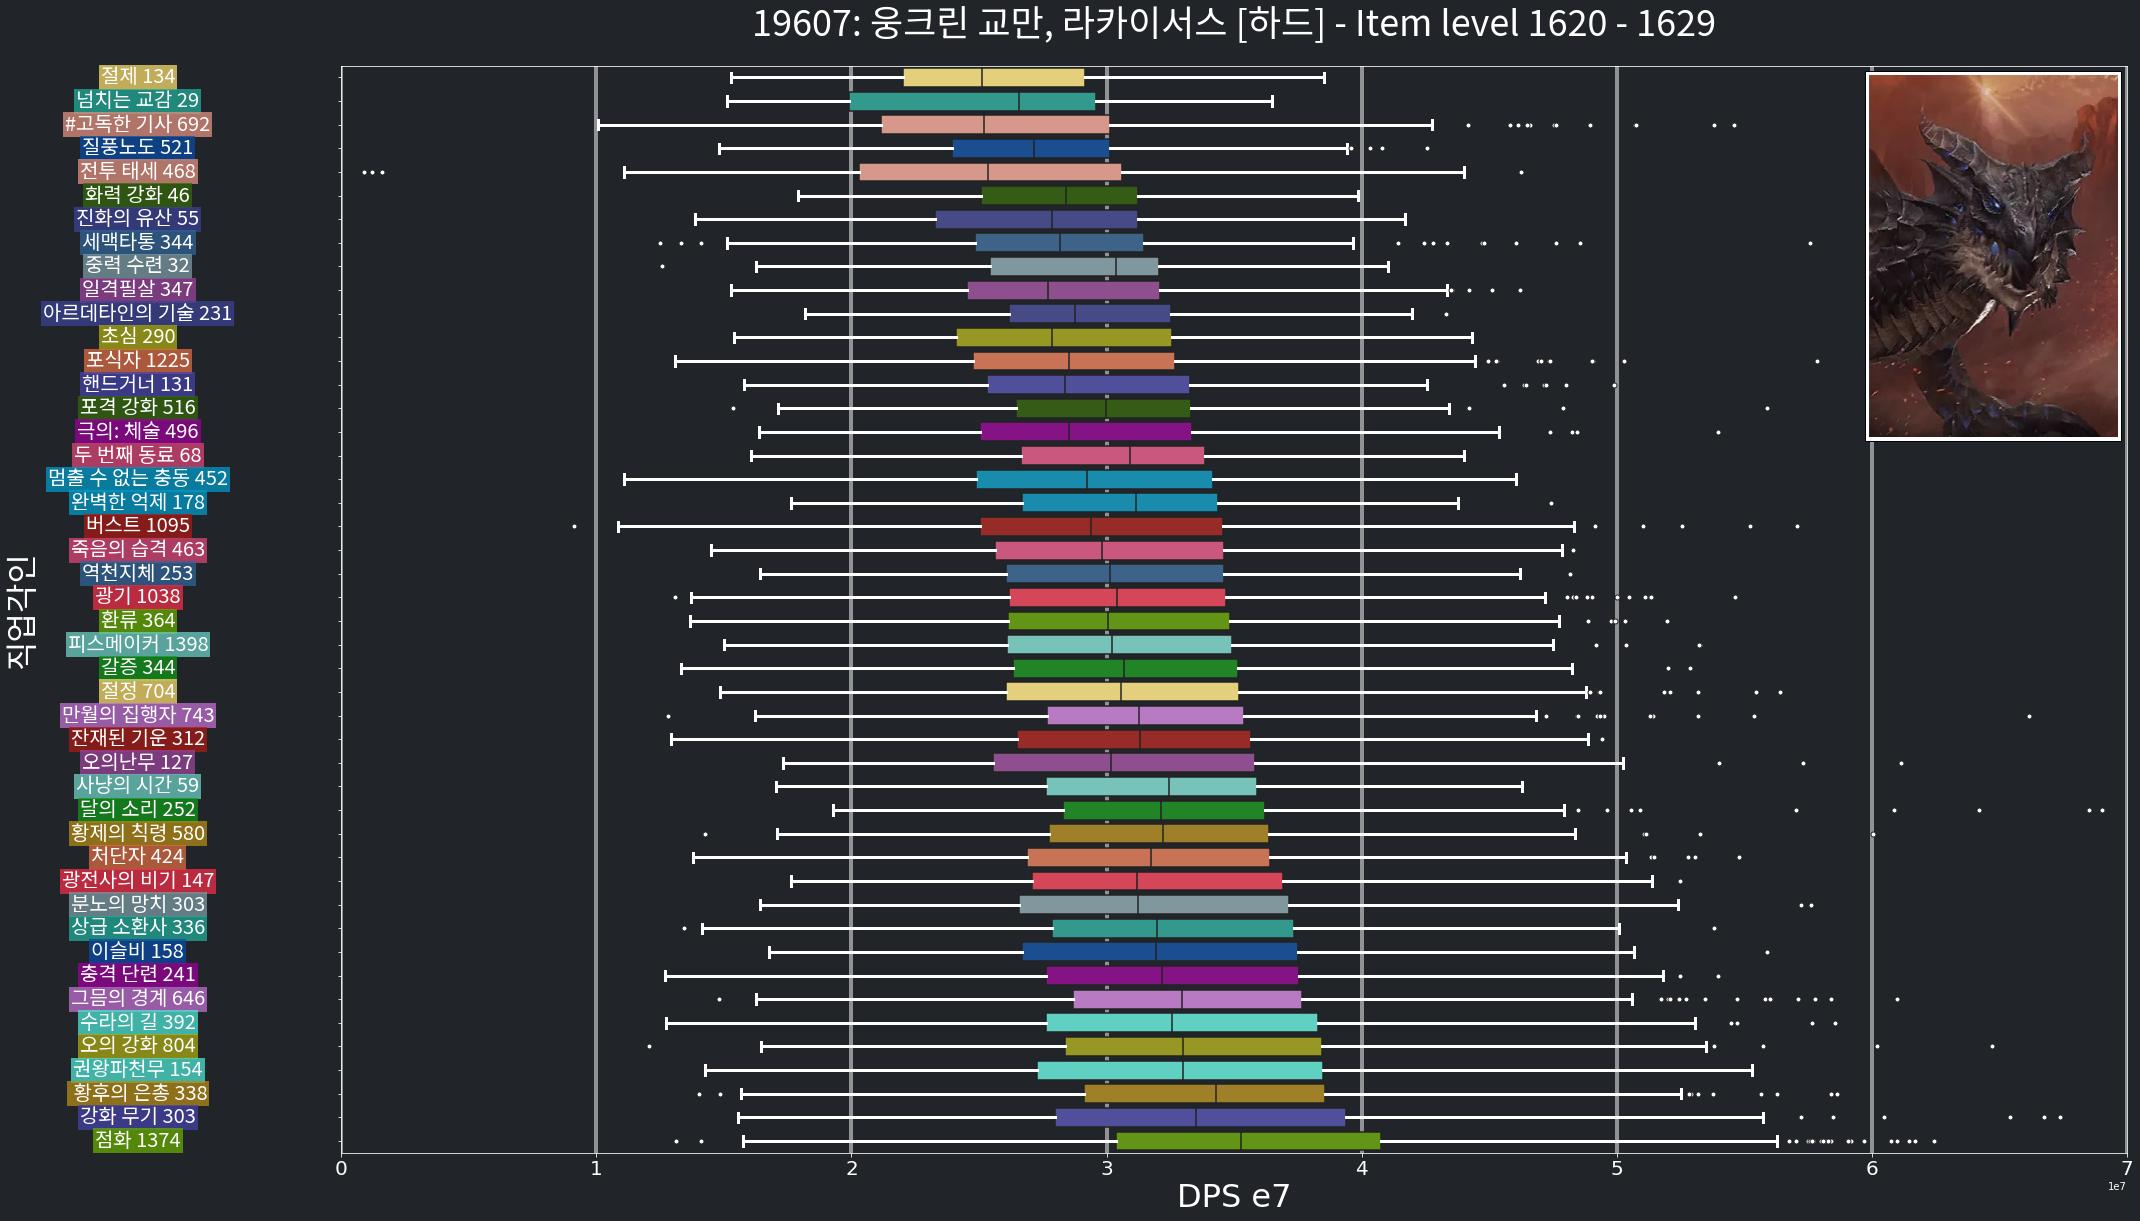 19607: 웅크린 교만, 라카이서스 [하드] - Item level 1620 - 1629
절제 134
넘치는 교감 29
#고독한 기사 692
질풍노도 521
전투 태세 468
화력 강화 46
진화의 유산 55
세맥타통 344
중력 수련 32
일격필살 347
아르데타인의 기술 231
초심 290
포식자 1225
핸드거너 131
포격 강화 516
극의: 체술 496
두 번째 동료 68
멈출 수 없는 충동 452
완벽한 억제 178
버스트 1095
죽음의 습격 463
역천지체 253
광기 1038
환류 364
피스메이커 1398
갈증 344
절정 704
만월의 집행자 743
잔재된 기운 312
오의난무 127
사냥의 시간 59
달의 소리 252
황제의 칙령 580
처단자 424
광전사의 비기 147
분노의 망치 303
상급 소환사 336
이슬비 158
충격 단련 241
그믐의 경계 646
수라의 길 392
오의 강화 804
권왕파천무 154
황후의 은총 338
강화 무기 303
점화 1374
직업각인
0 1 2 3 4 5 6 7
1e7
DPS e7